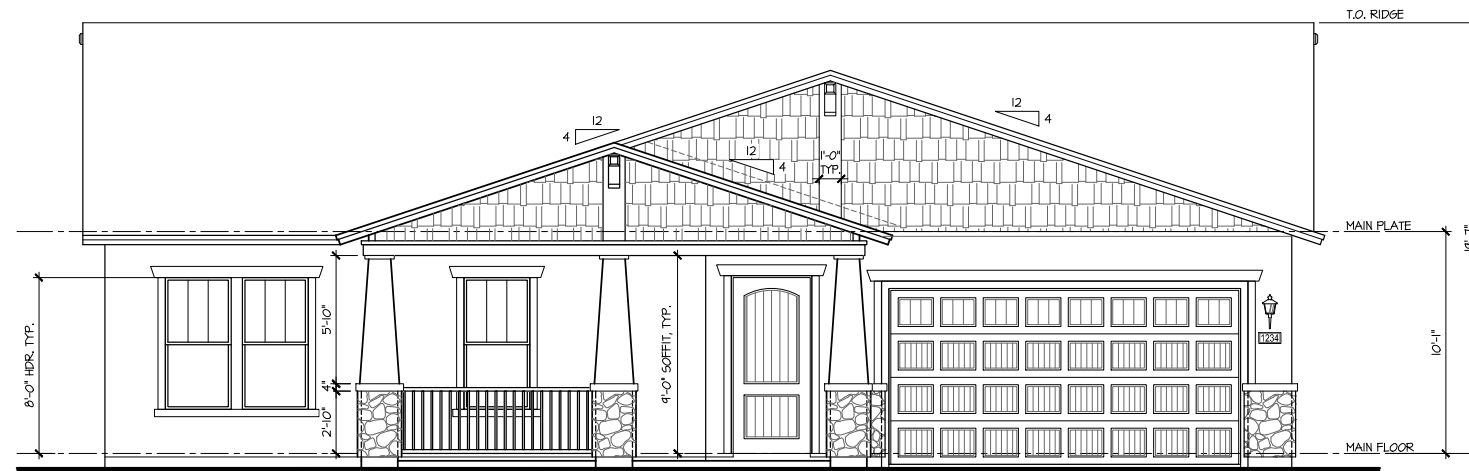 T.O. RIDGE
12
4
12
4
12
4
1'-0"
TYP.
MAIN PLATE
8'-0" HDR. TYP.
5'-10"
4"
2'-10"
9'-0" SOFFIT, TYP.
1234
10'-1"
MAIN FLOOR